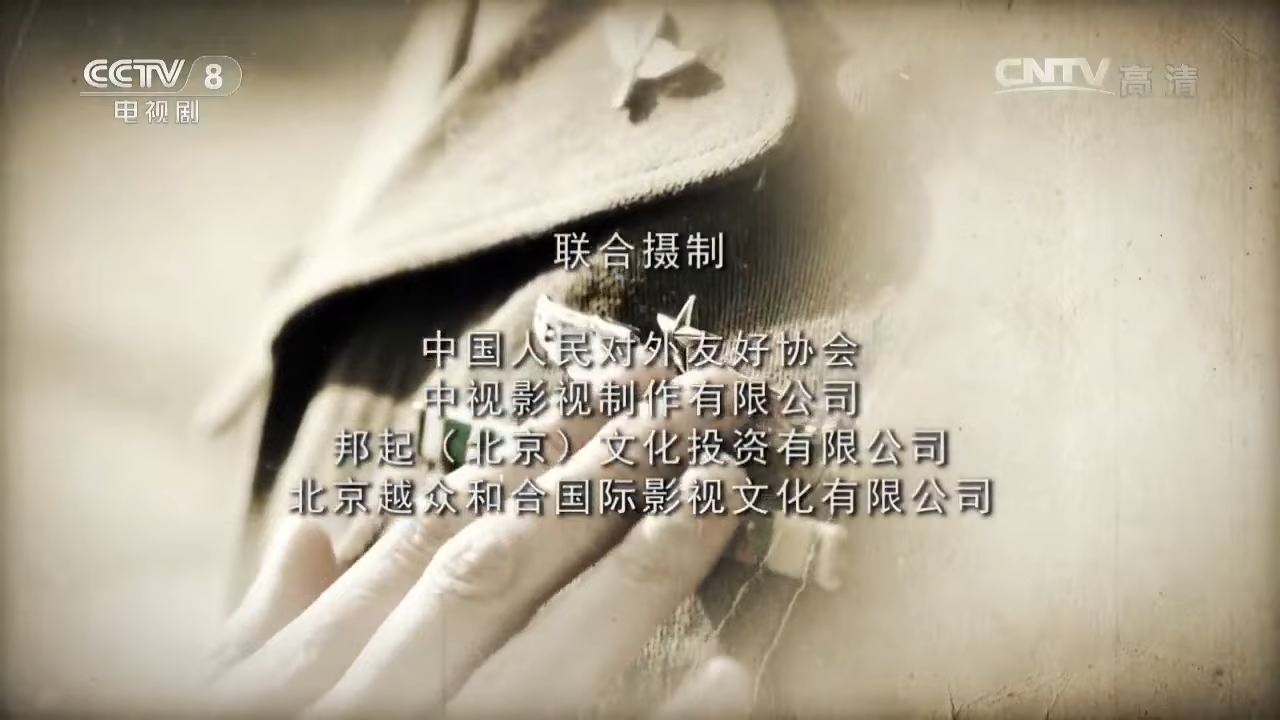 CCTV 8
电视剧
CNTV 高清
联合摄制
中国人民对外友好协会
中视影视制作有限公司
邦起（北京）文化投资有限公司
北京越众和合国际影视文化有限公司